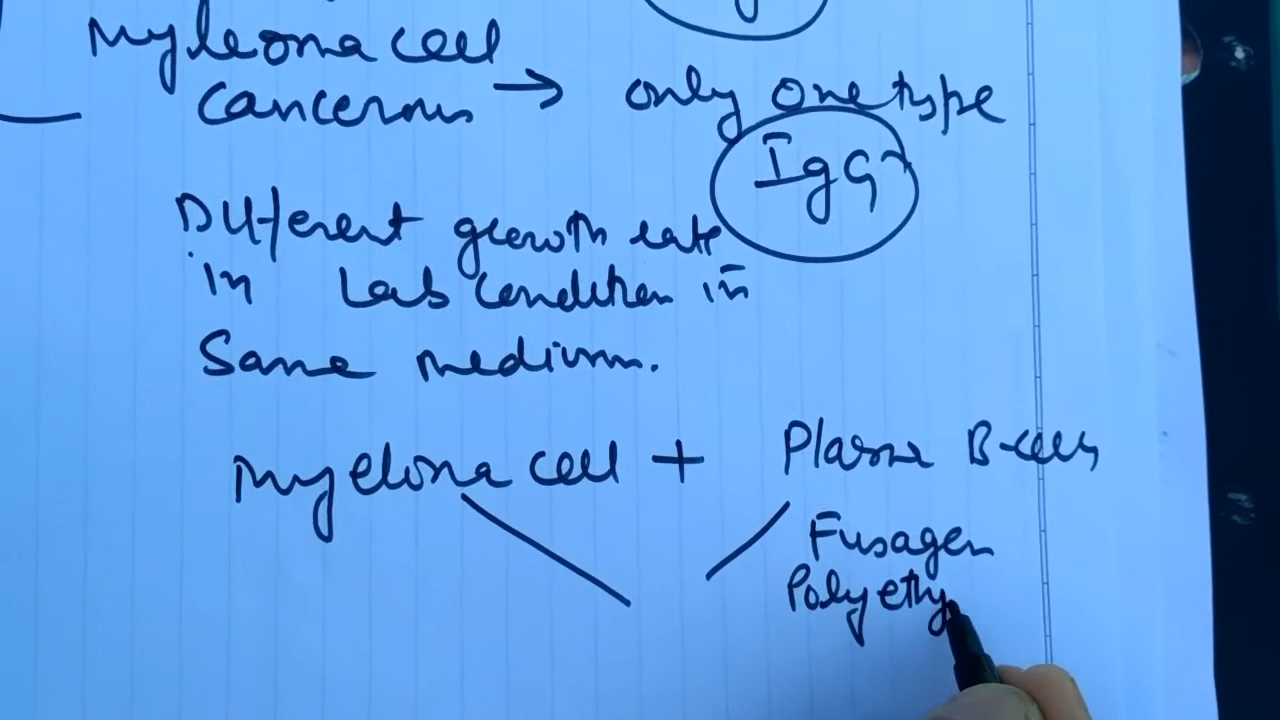 Myleoma cell
cancerous → only one type
IgG
Different growth rate
in Lab condition in
Same medium.
Myeloma cell + Plasma B-cells
Fusagen
Polyethy